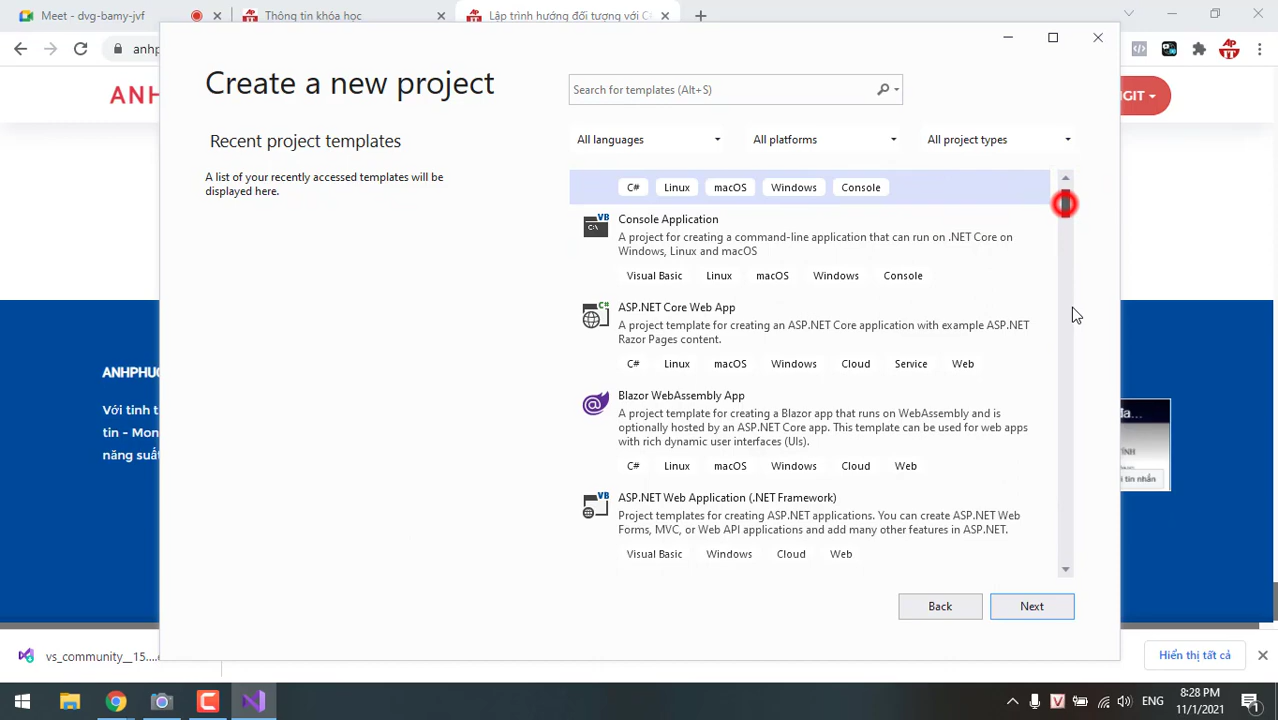 Meet - dvg-bamy-jvf
Thông tin khóa học
Lập trình hướng đối tượng với C#
anhp
ANH
NGIT
Create a new project
Search for templates (Alt+S)
Recent project templates
A list of your recently accessed templates will be
displayed here.
All languages
All platforms
All project types
C# Linux macOS Windows Console
Console Application
A project for creating a command-line application that can run on .NET Core on
Windows, Linux and macOS
Visual Basic Linux macOS Windows Console
ASP.NET Core Web App
A project template for creating an ASP.NET Core application with example ASP.NET
Razor Pages content.
C# Linux macOS Windows Cloud Service Web
Blazor WebAssembly App
A project template for creating a Blazor app that runs on WebAssembly and is
optionally hosted by an ASP.NET Core app. This template can be used for web apps
with rich dynamic user interfaces (UIs).
C# Linux macOS Windows Cloud Web
ASP.NET Web Application (.NET Framework)
Project templates for creating ASP.NET applications. You can create ASP.NET Web
Forms, MVC, or Web API applications and add many other features in ASP.NET.
Visual Basic Windows Cloud Web
Back
Next
ANHPHUO
Với tinh t
tin - Mon
năng suất
in nhắn
vs_community__15....
Hiển thị tất cả
ENG
8:28 PM
11/1/2021